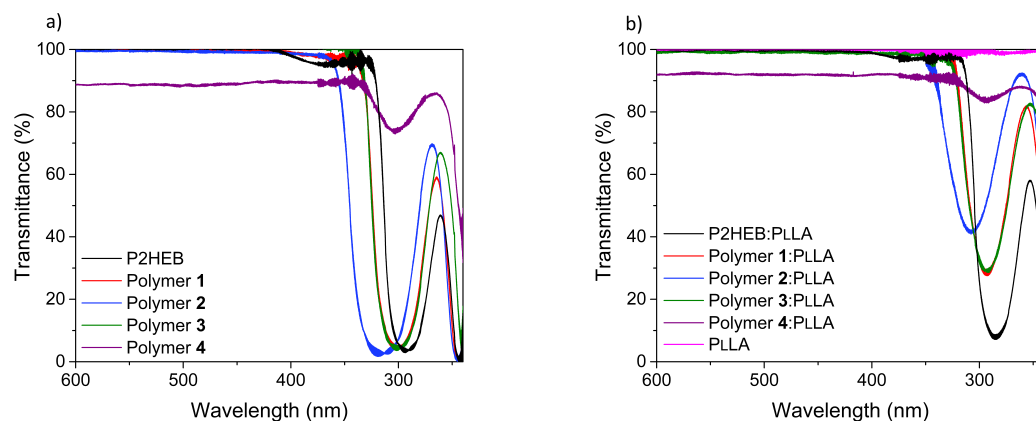 a)
100
80
60
40
20
0
Transmittance (%)
P2HEB
Polymer 1
Polymer 2
Polymer 3
Polymer 4
600
500
400
300
Wavelength (nm)
b)
100
80
60
40
20
0
Transmittance (%)
P2HEB:PLLA
Polymer 1:PLLA
Polymer 2:PLLA
Polymer 3:PLLA
Polymer 4:PLLA
PLLA
600
500
400
300
Wavelength (nm)